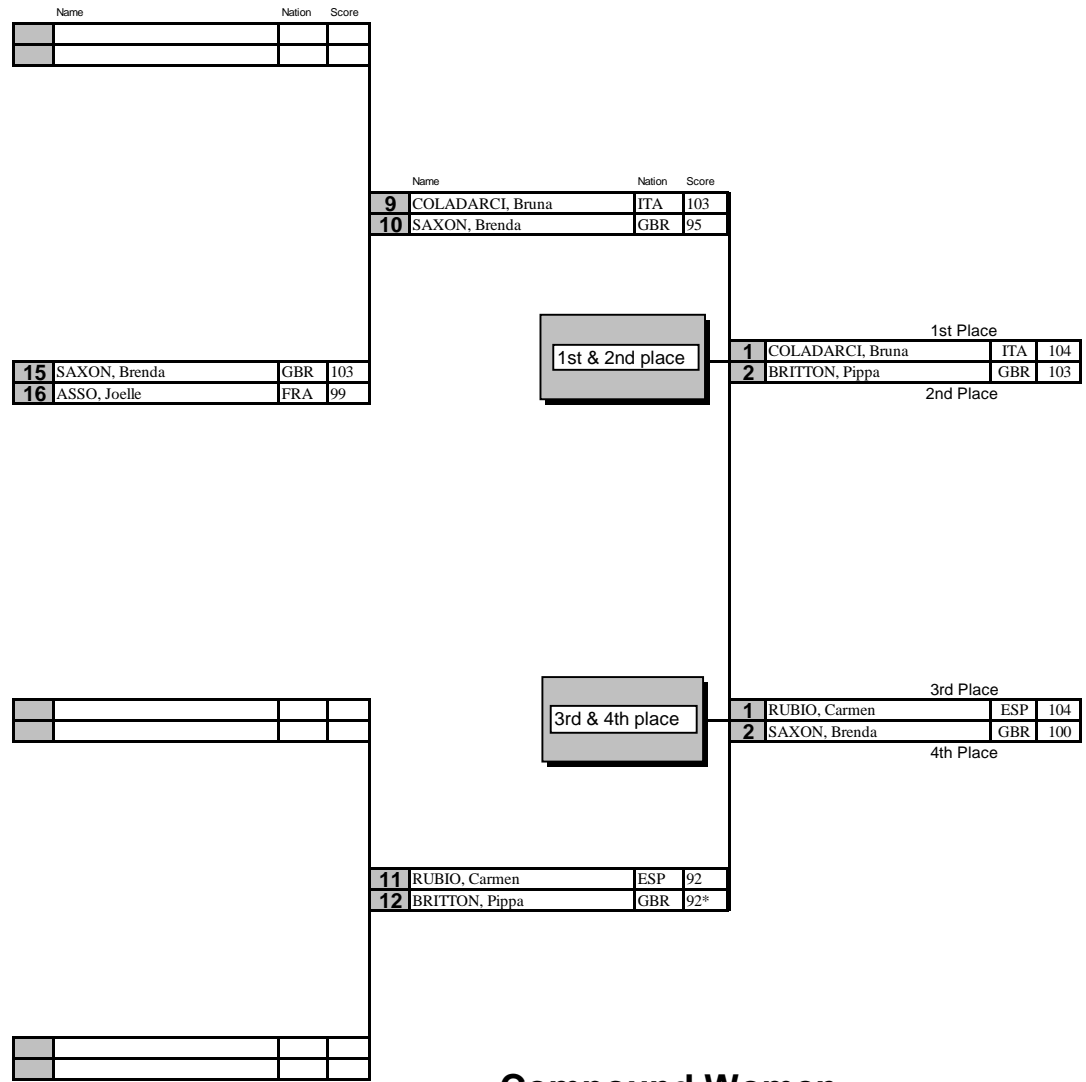 Name Nation Score
Name Nation Score
9 COLADARCI, Bruna ITA 103
10 SAXON, Brenda GBR 95
15 SAXON, Brenda GBR 103
16 ASSO, Joelle FRA 99
1st & 2nd place
1st Place
1 COLADARCI, Bruna ITA 104
2 BRITTON, Pippa GBR 103
2nd Place
3rd & 4th place
3rd Place
1 RUBIO, Carmen ESP 104
2 SAXON, Brenda GBR 100
4th Place
11 RUBIO, Carmen ESP 92
12 BRITTON, Pippa GBR 92*
Compound Women